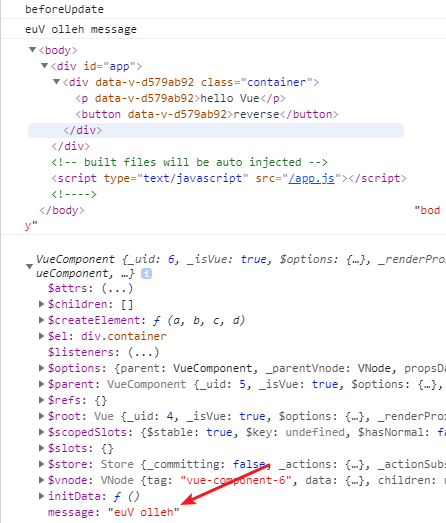 beforeUpdate
euV olleh message
▼<body>
▼<div id="app">
▼<div data-v-d579ab92 class="container">
<p data-v-d579ab92>hello Vue</p>
<button data-v-d579ab92>reverse</button>
</div>
</div>
<!-- built files will be auto injected -->
<script type="text/javascript" src="/app.js"></script>
<!---->
</body> "bod
y"
VueComponent {_uid: 6, _isVue: true, $options: {…}, _renderPro
ueComponent, …} i
▶$attrs: (...)
▶$children: []
▶$createElement: ƒ (a, b, c, d)
▶$el: div.container
$listeners: (...)
▶$options: {parent: VueComponent, _parentVnode: VNode, propsDa
▶$parent: VueComponent {_uid: 5, _isVue: true, $options: {…},
▶$refs: {}
▶$root: Vue {_uid: 4, _isVue: true, $options: {…}, _renderProx
▶$scopedSlots: {$stable: true, $key: undefined, $hasNormal: fa
▶$slots: {}
▶$store: Store {_committing: false, _actions: {…}, _actionSubs
▶$vnode: VNode {tag: "vue-component-6", data: {…}, children: u
▶initData: ƒ ()
message: "euV olleh"